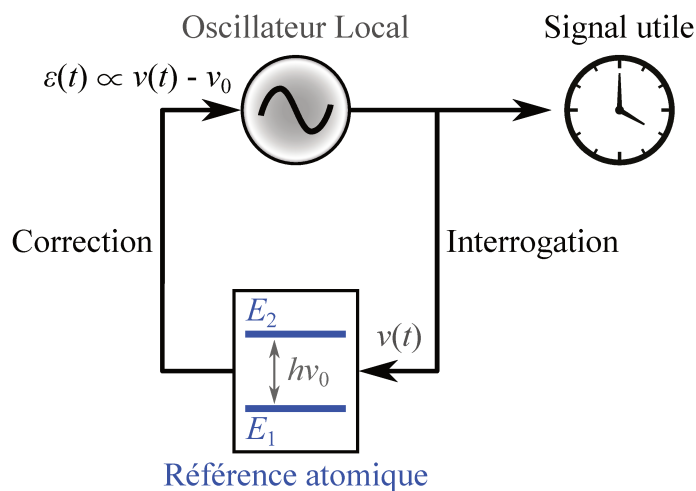 Oscillateur Local
Signal utile
ε(t) ∝ ν(t) - ν₀
Correction
Interrogation
E₂
ν(t)
hν₀
E₁
Référence atomique